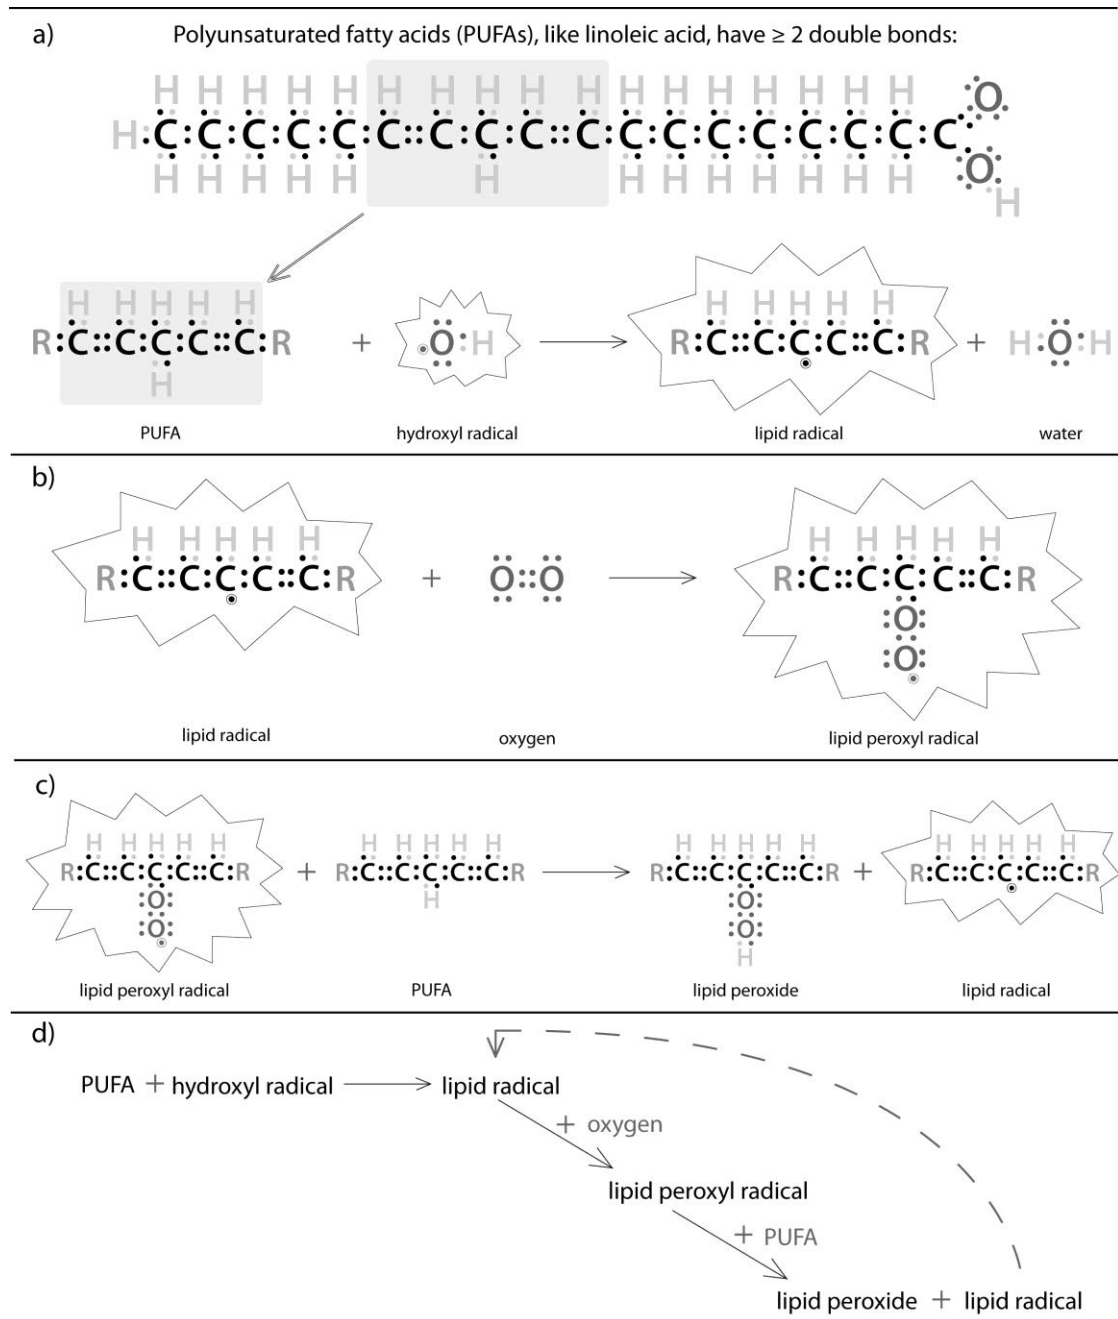 a) Polyunsaturated fatty acids (PUFAs), like linoleic acid, have ≥ 2 double bonds:
H H H H H H H H H H H H H H H H H O
H C C C C C C C C C C C C C C C C C C
H H H H H H H H H H H H H O
H
H H H H H H H H H H
R C C C C C R + O H → R C C C C C R + H O H
H
PUFA hydroxyl radical lipid radical water
b)
H H H H H H H H H H
R C C C C C R + O O → R C C C C C R
O
O
lipid radical oxygen lipid peroxyl radical
c)
H H H H H H H H H H H H H H H H H H H H
R C C C C C R + R C C C C C R → R C C C C C R + R C C C C C R
O H O
O O
H
lipid peroxyl radical PUFA lipid peroxide lipid radical
d)
PUFA + hydroxyl radical → lipid radical
+ oxygen
lipid peroxyl radical
+ PUFA
lipid peroxide + lipid radical